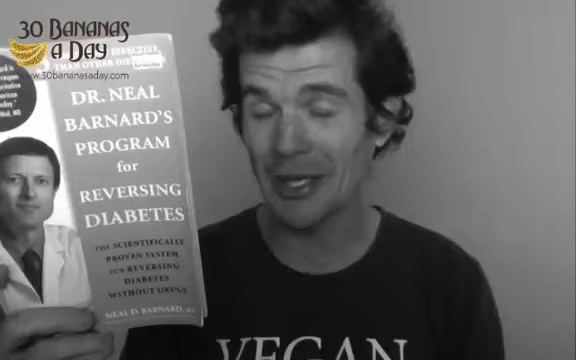 30 BANANAS
A DAY
www.30bananasaday.com
EFFECTIVE
THAN OTHER
DR. NEAL
BARNARD'S
PROGRAM
for
REVERSING
DIABETES
THE SCIENTIFICALLY
PROVEN SYSTEM
FOR REVERSING
DIABETES
WITHOUT DRUGS
NEAL D. BARNARD, MD
VEGAN